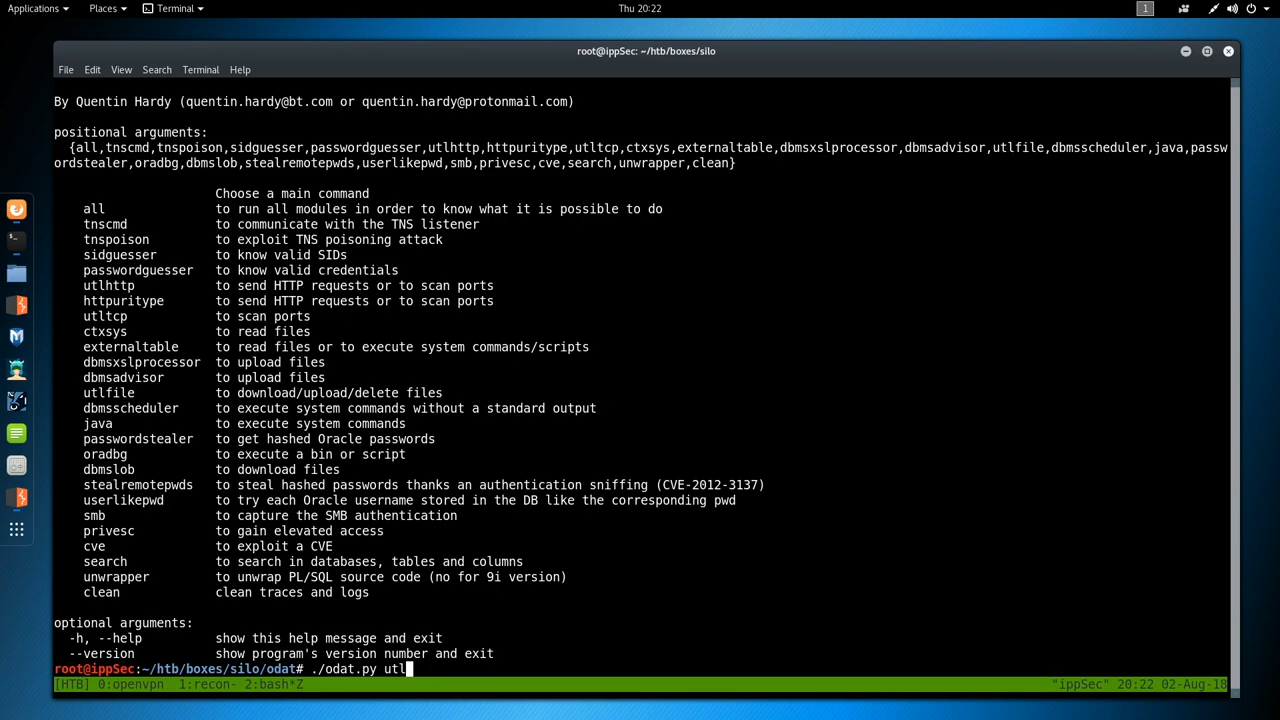 Applications Places Terminal Thu 20:22 1
root@ippSec: ~/htb/boxes/silo
File Edit View Search Terminal Help
By Quentin Hardy (quentin.hardy@bt.com or quentin.hardy@protonmail.com)
positional arguments:
{all,tnscmd,tnspoison,sidguesser,passwordguesser,utlhttp,httpuritype,utltcp,ctxsys,externaltable,dbmsxslprocessor,dbmsadvisor,utlfile,dbmsscheduler,java,passw
ordstealer,oradbg,dbmslob,stealremotepwds,userlikepwd,smb,privesc,cve,search,unwrapper,clean}
Choose a main command
all to run all modules in order to know what it is possible to do
tnscmd to communicate with the TNS listener
tnspoison to exploit TNS poisoning attack
sidguesser to know valid SIDs
passwordguesser to know valid credentials
utlhttp to send HTTP requests or to scan ports
httpuritype to send HTTP requests or to scan ports
utltcp to scan ports
ctxsys to read files
externaltable to read files or to execute system commands/scripts
dbmsxslprocessor to upload files
dbmsadvisor to upload files
utlfile to download/upload/delete files
dbmsscheduler to execute system commands without a standard output
java to execute system commands
passwordstealer to get hashed Oracle passwords
oradbg to execute a bin or script
dbmslob to download files
stealremotepwds to steal hashed passwords thanks an authentication sniffing (CVE-2012-3137)
userlikepwd to try each Oracle username stored in the DB like the corresponding pwd
smb to capture the SMB authentication
privesc to gain elevated access
cve to exploit a CVE
search to search in databases, tables and columns
unwrapper to unwrap PL/SQL source code (no for 9i version)
clean clean traces and logs
optional arguments:
-h, --help show this help message and exit
--version show program's version number and exit
root@ippSec:~/htb/boxes/silo/odat# ./odat.py utl
[HTB] 0:openvpn 1:recon- 2:bash*Z "ippSec" 20:22 02-Aug-18